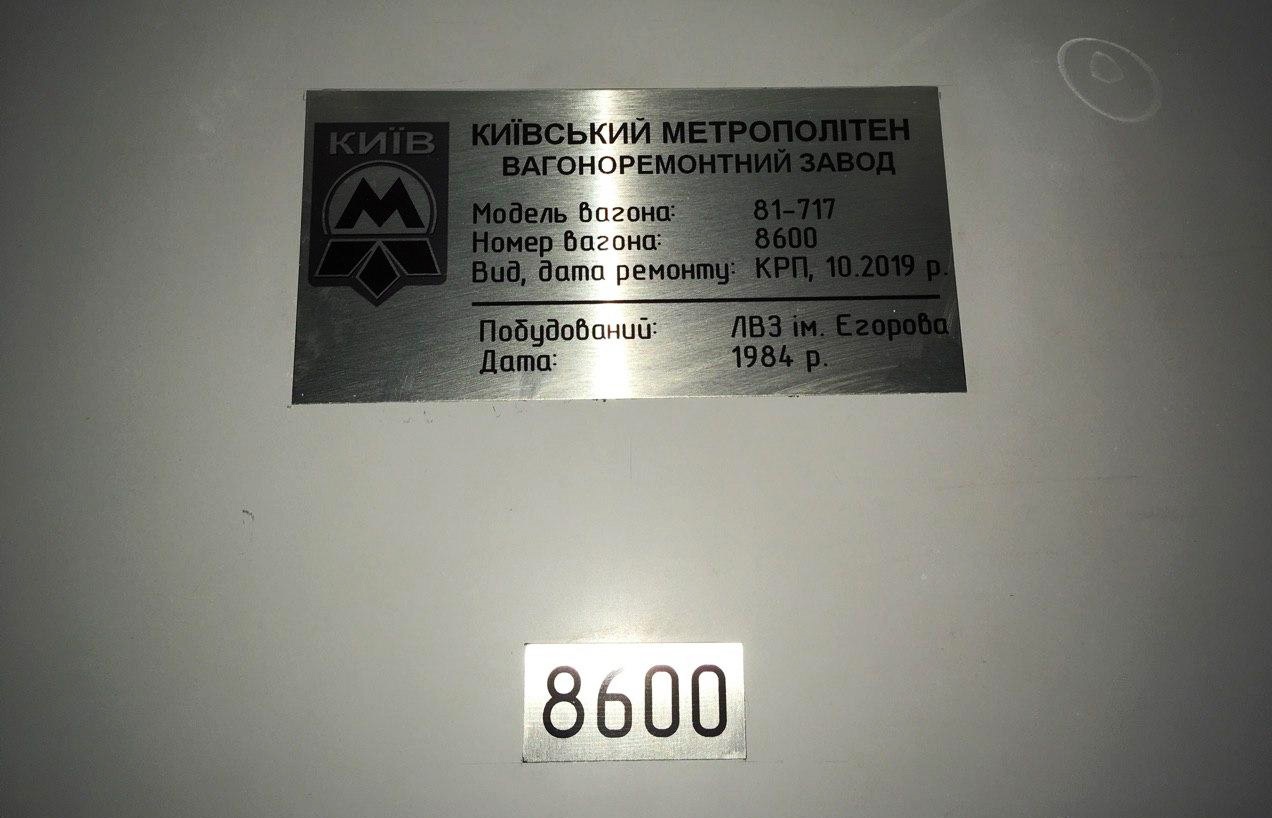 КИЇВ
М
КИЇВСЬКИЙ МЕТРОПОЛІТЕН
ВАГОНОРЕМОНТНИЙ ЗАВОД
Модель вагона: 81-717
Номер вагона: 8600
Вид, дата ремонту: КРП, 10.2019 р.
Побудований: ЛВЗ ім. Егорова
Дата: 1984 р.
8600